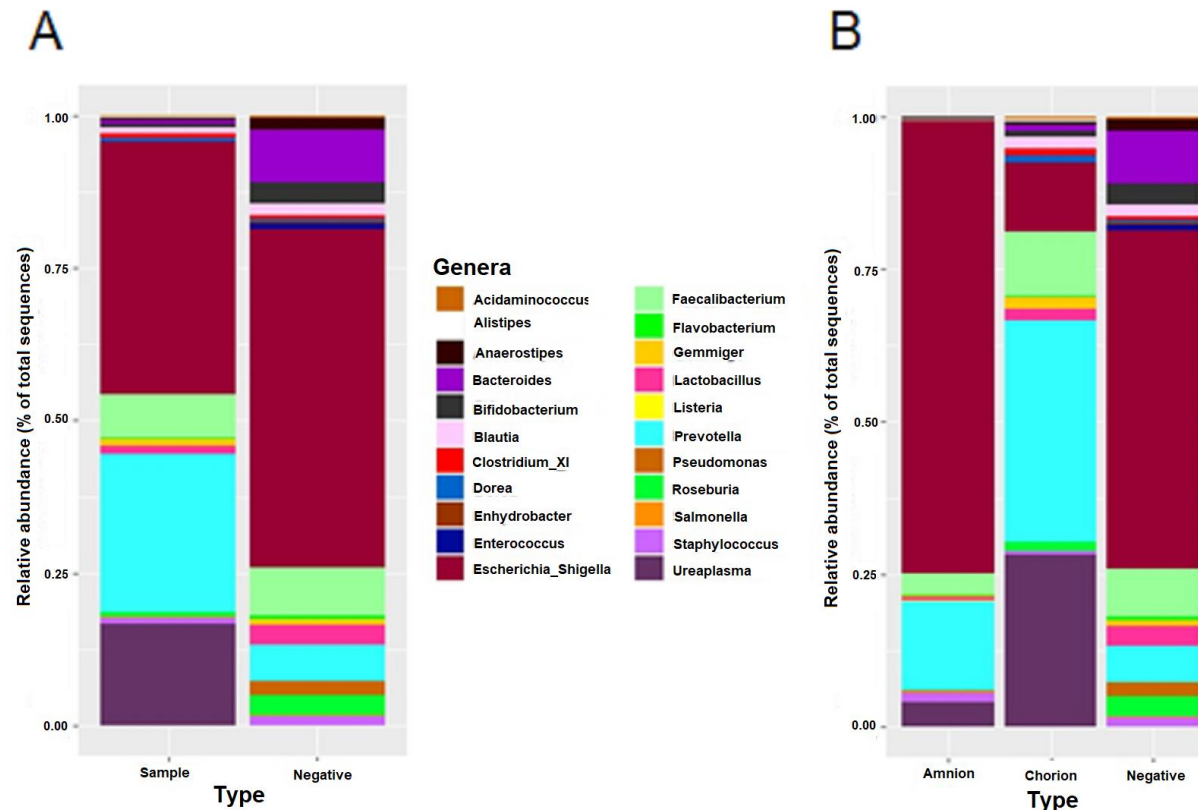 A
B
Relative abundance (% of total sequences)
1.00
0.75
0.50
0.25
0.00
Sample
Negative
Type
Genera
Acidaminococcus
Alistipes
Anaerostipes
Bacteroides
Bifidobacterium
Blautia
Clostridium_XI
Dorea
Enhydrobacter
Enterococcus
Escherichia_Shigella
Faecalibacterium
Flavobacterium
Gemmiger
Lactobacillus
Listeria
Prevotella
Pseudomonas
Roseburia
Salmonella
Staphylococcus
Ureaplasma
Relative abundance (% of total sequences)
1.00
0.75
0.50
0.25
0.00
Amnion
Chorion
Negative
Type